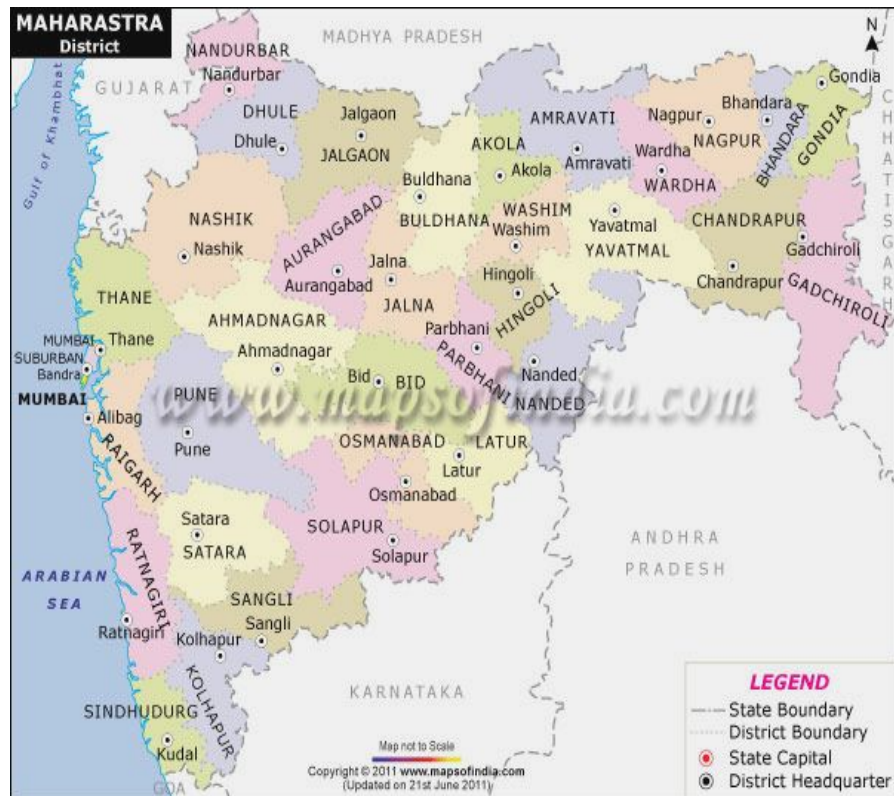 MAHARASTRA
District
N
MADHYA PRADESH
GUJARAT
CHHATISGARH
Gulf of Khambhat
NANDURBAR
Nandurbar
DHULE
Dhule
Jalgaon
JALGAON
Buldhana
BULDHANA
AKOLA
Akola
AMRAVATI
Amravati
Nagpur
NAGPUR
Wardha
WARDHA
Bhandara
BHANDARA
Gondia
GONDIA
NASHIK
Nashik
AURANGABAD
Aurangabad
Jalna
JALNA
WASHIM
Washim
Hingoli
HINGOLI
Yavatmal
YAVATMAL
CHANDRAPUR
Chandrapur
Gadchiroli
GADCHIROLI
THANE
Thane
MUMBAI
SUBURBAN
Bandra
MUMBAI
AHMADNAGAR
Ahmadnagar
Parbhani
PARBHANI
Nanded
NANDED
Bid
BID
www.mapsofindia.com
PUNE
Pune
Alibag
RAIGARH
OSMANABAD
Osmanabad
LATUR
Latur
Satara
SATARA
SOLAPUR
Solapur
ARABIAN
SEA
RATNAGIRI
Ratnagiri
SANGLI
Sangli
Kolhapur
KOLHAPUR
SINDHUDURG
Kudal
GOA
KARNATAKA
ANDHRA
PRADESH
Map not to Scale
Copyright © 2011 www.mapsofindia.com
(Updated on 21st June 2011)
LEGEND
State Boundary
District Boundary
State Capital
District Headquarter